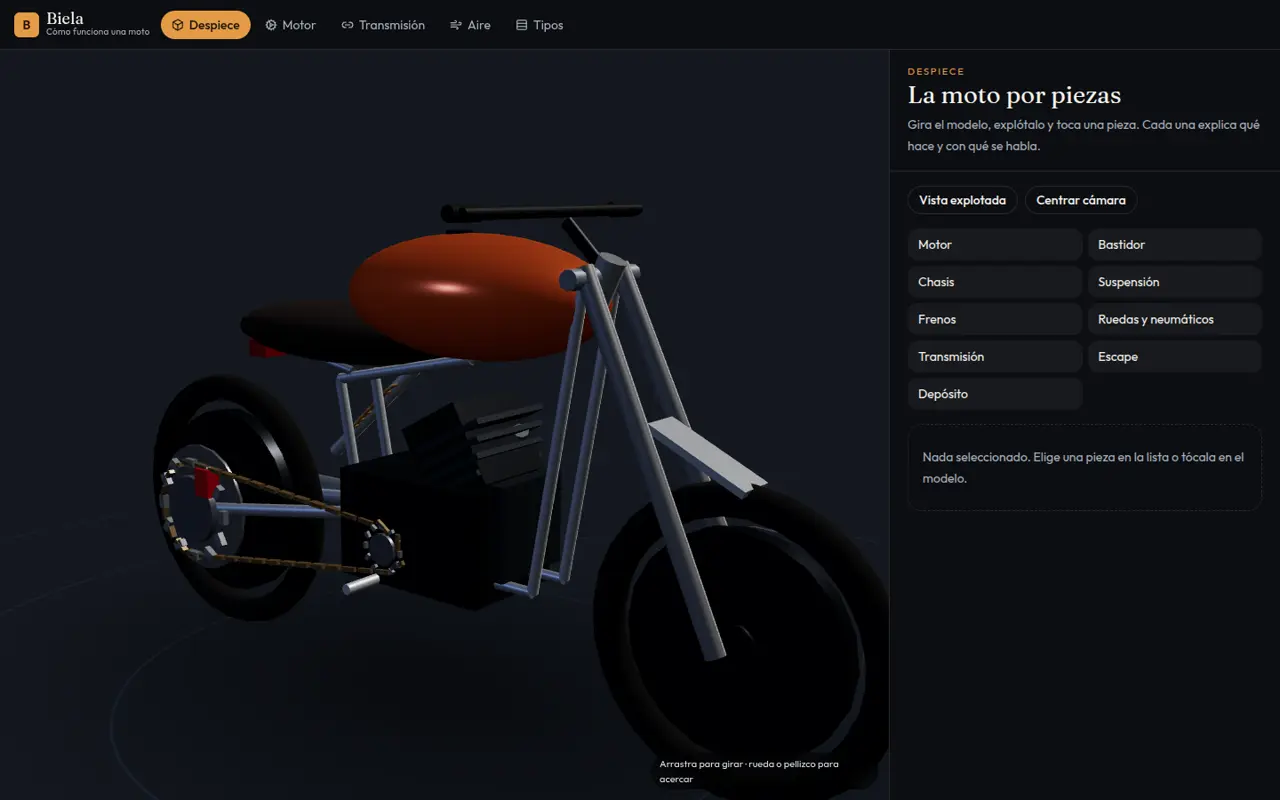 B
Biela
Cómo funciona una moto
Despiece
Motor
Transmisión
Aire
Tipos
DESPIECE
La moto por piezas
Gira el modelo, explótalo y toca una pieza. Cada una explica qué
hace y con qué se habla.
Vista explotada
Centrar cámara
Motor
Bastidor
Chasis
Suspensión
Frenos
Ruedas y neumáticos
Transmisión
Escape
Depósito
Nada seleccionado. Elige una pieza en la lista o tócala en el
modelo.
Arrastra para girar · rueda o pellizco para
acercar